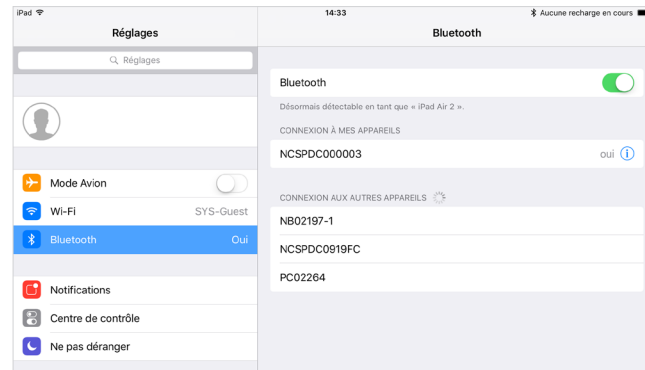 iPad 14:33 Aucune recharge en cours
Réglages
Bluetooth
Réglages
Mode Avion
Wi-Fi SYS-Guest
Bluetooth Oui
Notifications
Centre de contrôle
Ne pas déranger
Bluetooth
Désormais détectable en tant que « iPad Air 2 ».
CONNEXION À MES APPAREILS
NCSPDC000003 oui
CONNEXION AUX AUTRES APPAREILS
NB02197-1
NCSPDC0919FC
PC02264